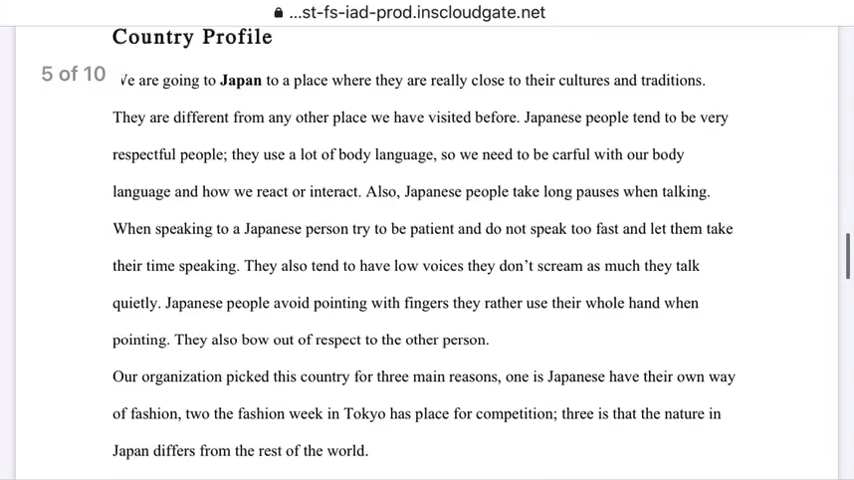 ...st-fs-iad-prod.inscloudgate.net
Country Profile
5 of 10
We are going to Japan to a place where they are really close to their cultures and traditions.
They are different from any other place we have visited before. Japanese people tend to be very
respectful people; they use a lot of body language, so we need to be carful with our body
language and how we react or interact. Also, Japanese people take long pauses when talking.
When speaking to a Japanese person try to be patient and do not speak too fast and let them take
their time speaking. They also tend to have low voices they don’t scream as much they talk
quietly. Japanese people avoid pointing with fingers they rather use their whole hand when
pointing. They also bow out of respect to the other person.
Our organization picked this country for three main reasons, one is Japanese have their own way
of fashion, two the fashion week in Tokyo has place for competition; three is that the nature in
Japan differs from the rest of the world.